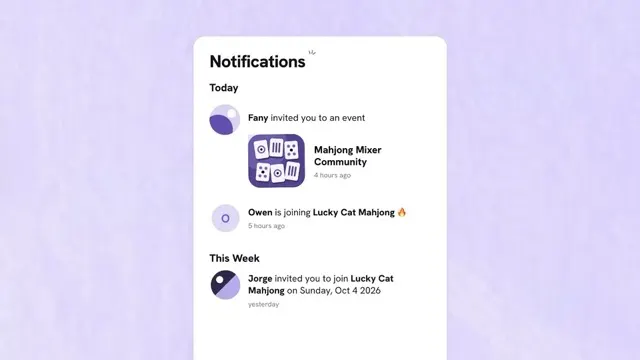 Notifications
Today
Fany invited you to an event
Mahjong Mixer
Community
4 hours ago
O
Owen is joining Lucky Cat Mahjong 🔥
5 hours ago
This Week
Jorge invited you to join Lucky Cat
Mahjong on Sunday, Oct 4 2026
yesterday